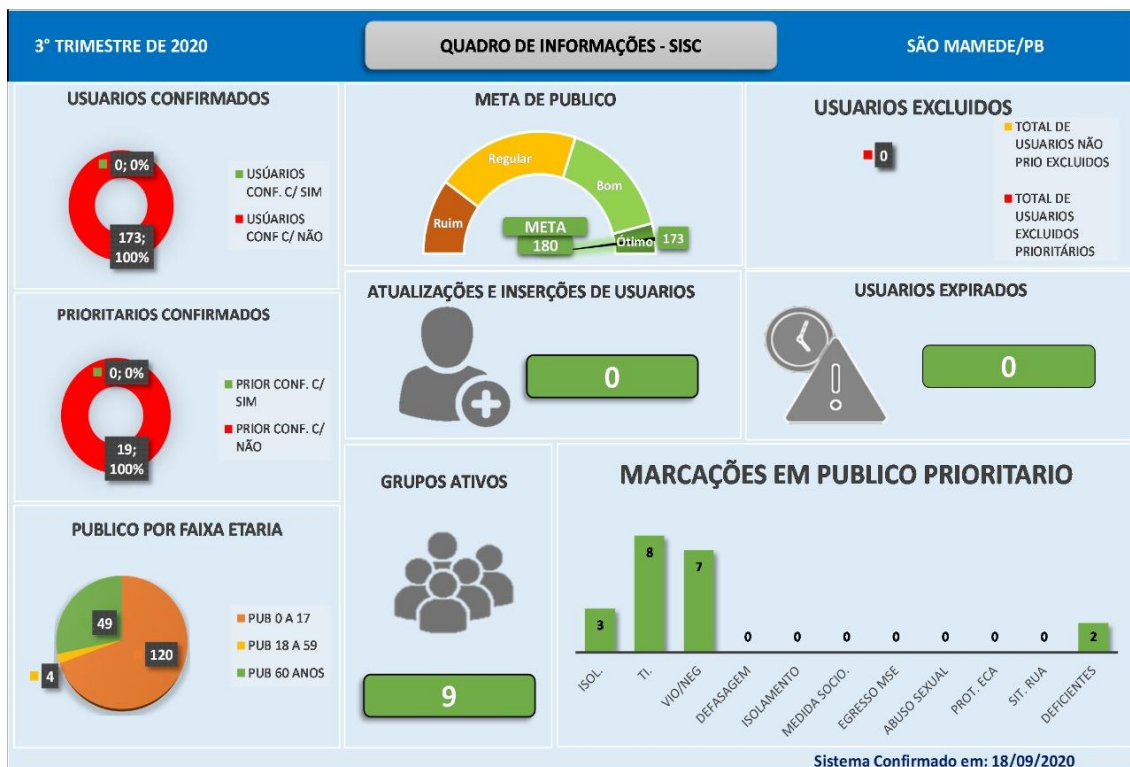 3° TRIMESTRE DE 2020
QUADRO DE INFORMAÇÕES - SISC
SÃO MAMEDE/PB
USUARIOS CONFIRMADOS
0; 0%
173;
100%
USÚARIOS
CONF. C/ SIM
USÚARIOS
CONF C/ NÃO
META DE PUBLICO
Ruim
Regular
Bom
Ótimo
META
180
173
USUARIOS EXCLUIDOS
0
TOTAL DE
USUARIOS NÃO
PRIO EXCLUIDOS
TOTAL DE
USUARIOS
EXCLUIDOS
PRIORITÁRIOS
PRIORITARIOS CONFIRMADOS
0; 0%
19;
100%
PRIOR CONF. C/
SIM
PRIOR CONF. C/
NÃO
ATUALIZAÇÕES E INSERÇÕES DE USUARIOS
0
USUARIOS EXPIRADOS
0
PUBLICO POR FAIXA ETARIA
49
120
4
PUB 0 A 17
PUB 18 A 59
PUB 60 ANOS
GRUPOS ATIVOS
9
MARCAÇÕES EM PUBLICO PRIORITARIO
3
8
7
0
0
0
0
0
0
0
2
ISOL.
TI.
VIO/NEG
DEFASAGEM
ISOLAMENTO
MEDIDA SOCIO.
EGRESSO MSE
ABUSO SEXUAL
PROT. ECA
SIT. RUA
DEFICIENTES
Sistema Confirmado em: 18/09/2020